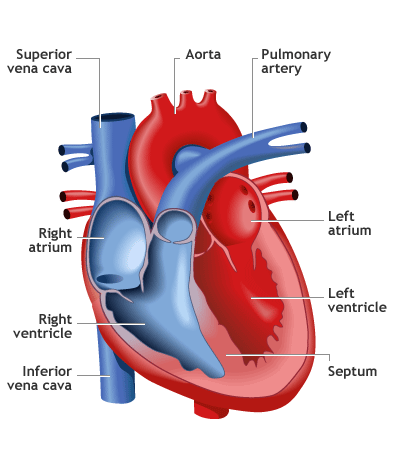 Superior
vena cava
Aorta
Pulmonary
artery
Right
atrium
Left
atrium
Right
ventricle
Left
ventricle
Inferior
vena cava
Septum